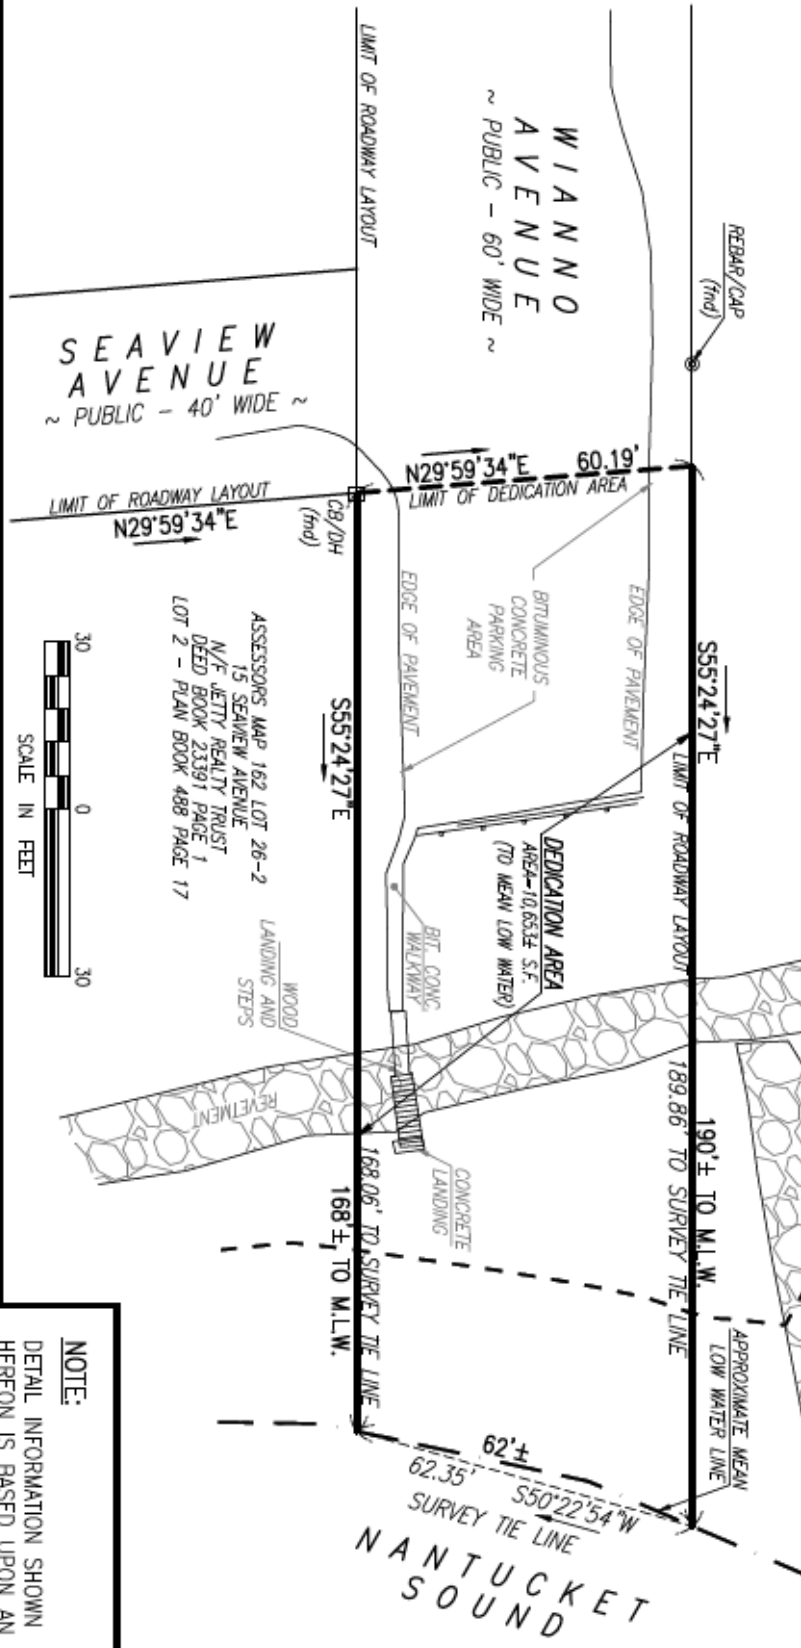 LIMIT OF ROADWAY LAYOUT
WIANNO
AVENUE
~ PUBLIC - 60' WIDE ~
REBAR/CAP
(fnd)
SEAVIEW
AVENUE
~ PUBLIC - 40' WIDE ~
LIMIT OF ROADWAY LAYOUT
N29°59'34"E
CB/DH
(fnd)
N29°59'34"E
60.19'
LIMIT OF DEDICATION AREA
EDGE OF PAVEMENT
BITUMINOUS
CONCRETE
PARKING
AREA
EDGE OF PAVEMENT
S55°24'27"E
LIMIT OF ROADWAY LAYOUT
S55°24'27"E
ASSESSORS MAP 162 LOT 26-2
15 SEAVIEW AVENUE
N/F JETTY REALTY TRUST
DEED BOOK 23391 PAGE 1
LOT 2 - PLAN BOOK 488 PAGE 17
30
0
30
SCALE IN FEET
DEDICATION AREA
AREA=10,653± S.F.
(TO MEAN LOW WATER)
BIT. CONC.
WALKWAY
WOOD
LANDING AND
STEPS
REVETMENT
CONCRETE
LANDING
190'± TO M.L.W.
189.86' TO SURVEY TIE LINE
168.06' TO SURVEY TIE LINE
168'± TO M.L.W.
APPROXIMATE MEAN
LOW WATER LINE
62'±
62.35'
S50°22'54"W
SURVEY TIE LINE
NANTUCKET
SOUND
NOTE:
DETAIL INFORMATION SHOWN
HEREON IS BASED UPON AN